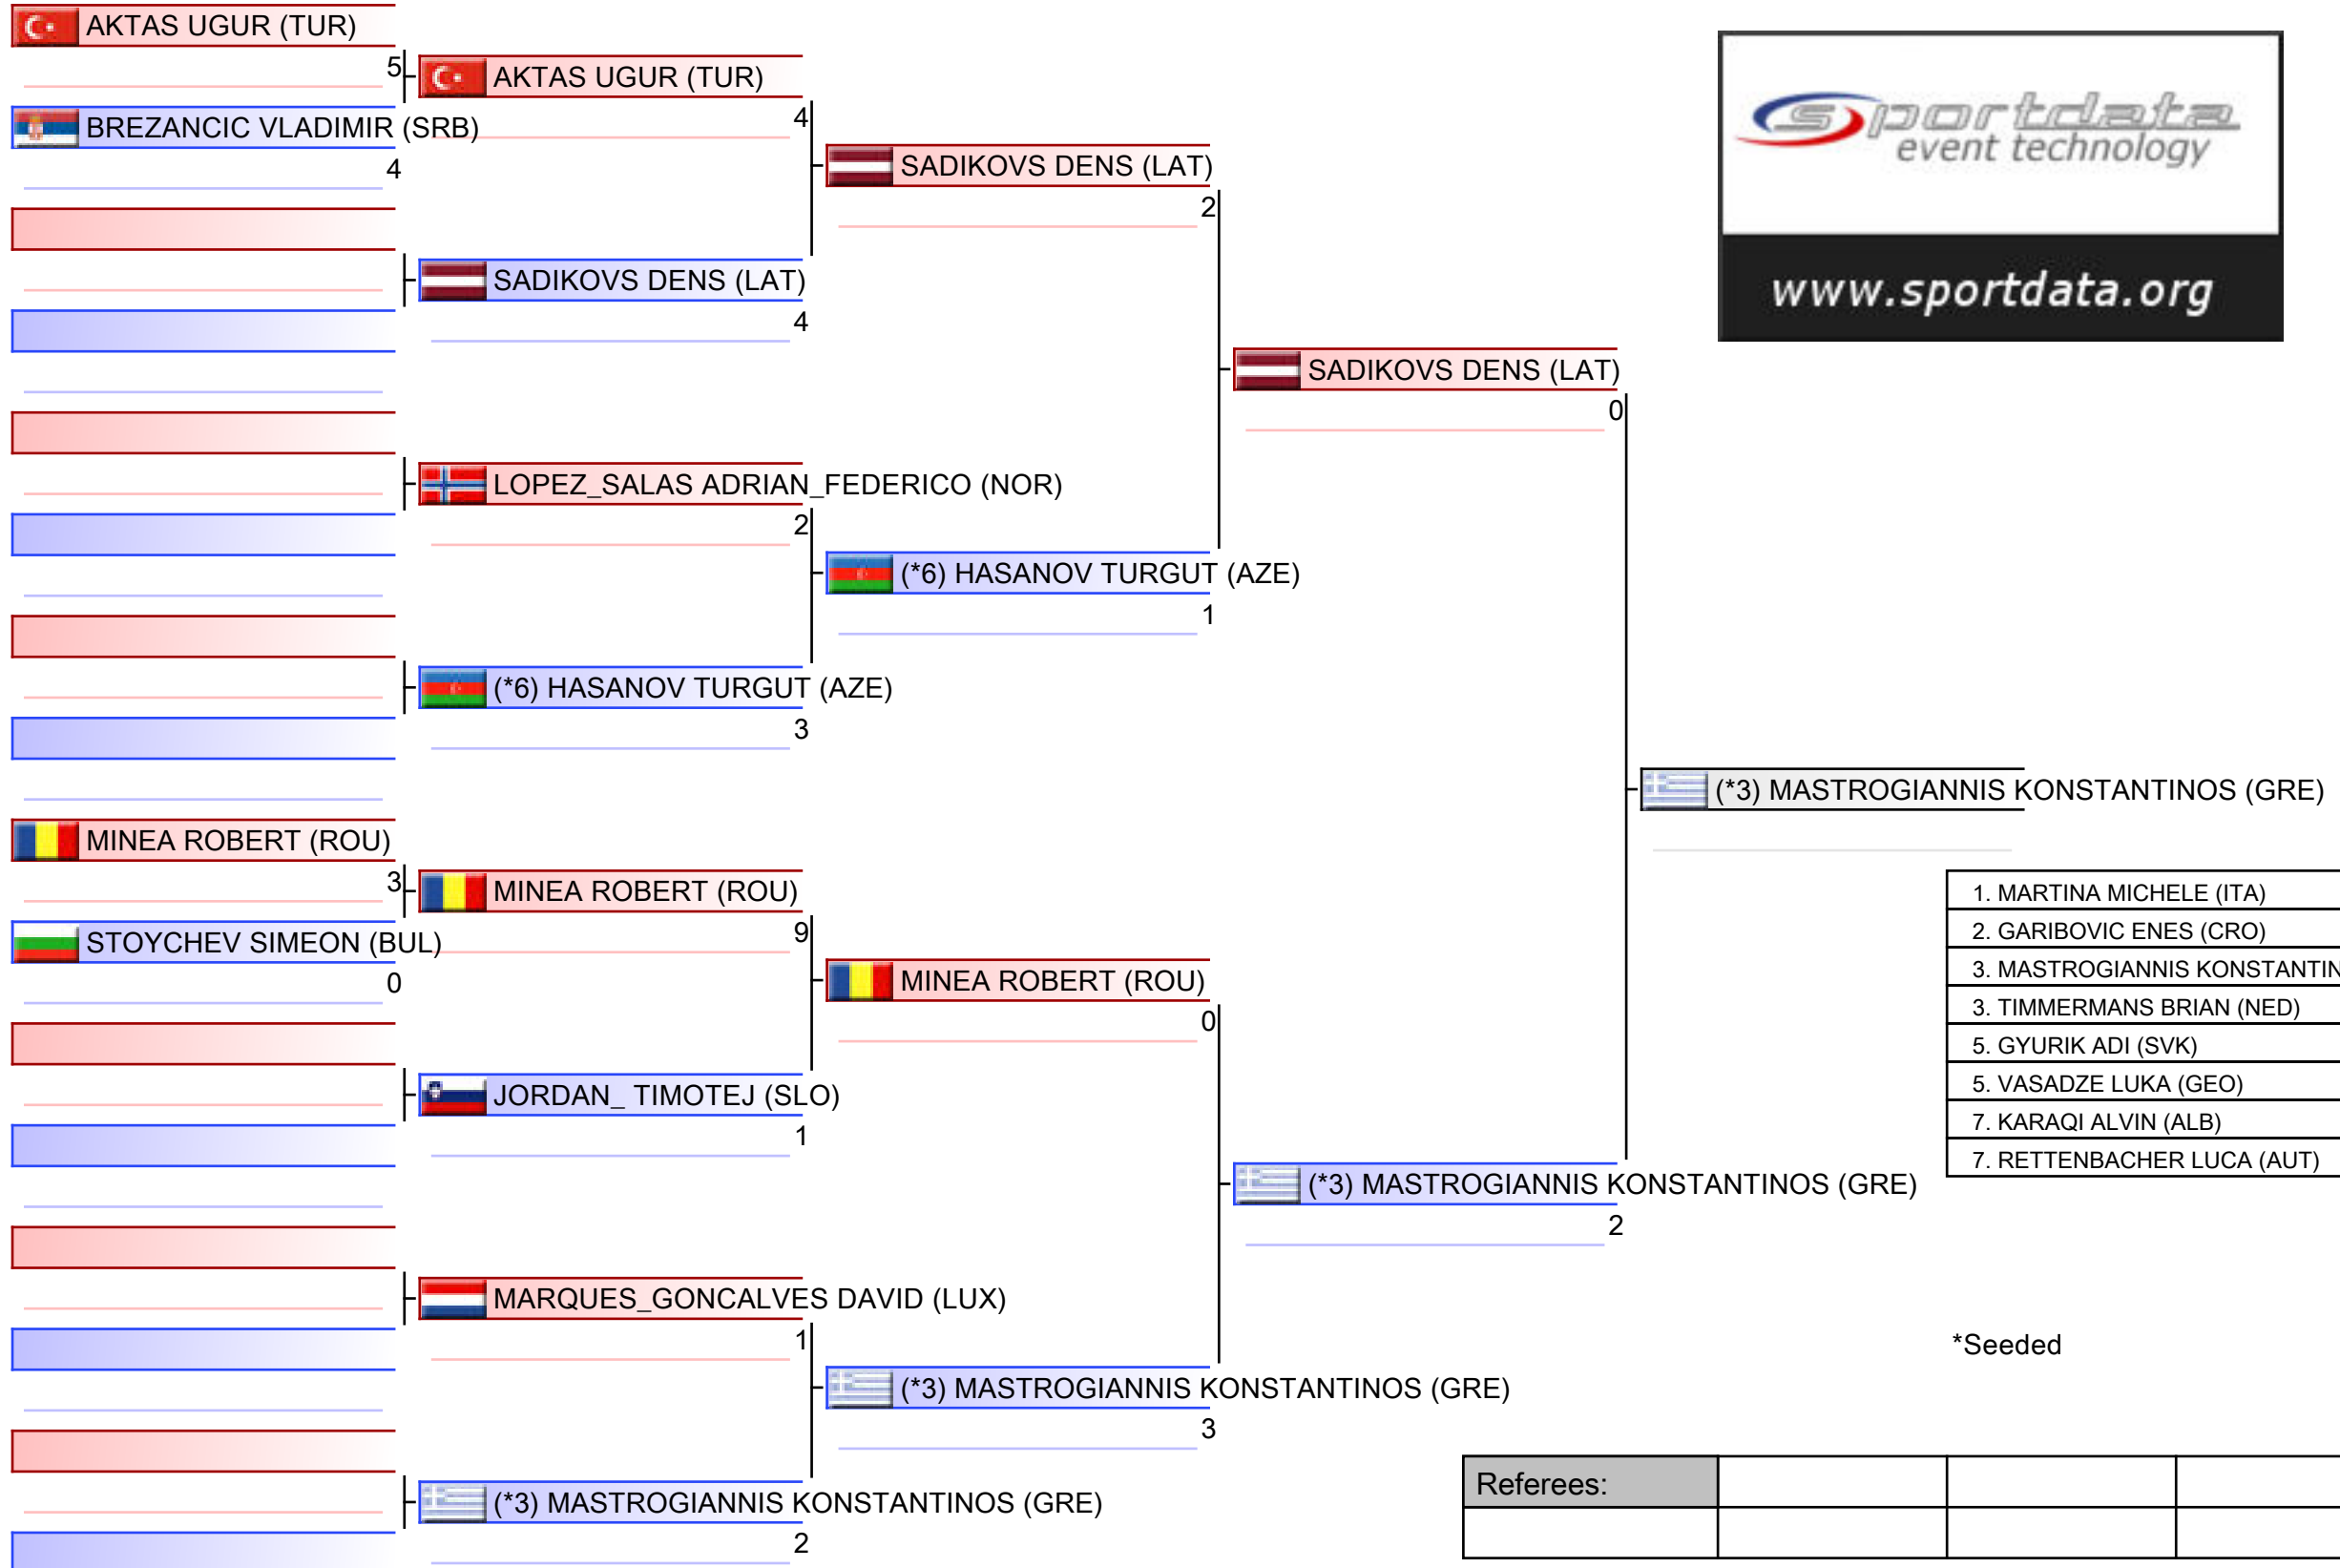 AKTAS UGUR (TUR)
5
BREZANCIC VLADIMIR (SRB)
4
AKTAS UGUR (TUR)
4
SADIKOVS DENS (LAT)
4
SADIKOVS DENS (LAT)
2
LOPEZ_SALAS ADRIAN_FEDERICO (NOR)
2
(*6) HASANOV TURGUT (AZE)
3
(*6) HASANOV TURGUT (AZE)
1
SADIKOVS DENS (LAT)
0
MINEA ROBERT (ROU)
3
STOYCHEV SIMEON (BUL)
0
MINEA ROBERT (ROU)
9
JORDAN_ TIMOTEJ (SLO)
1
MINEA ROBERT (ROU)
0
MARQUES_GONCALVES DAVID (LUX)
1
(*3) MASTROGIANNIS KONSTANTINOS (GRE)
2
(*3) MASTROGIANNIS KONSTANTINOS (GRE)
3
(*3) MASTROGIANNIS KONSTANTINOS (GRE)
2
(*3) MASTROGIANNIS KONSTANTINOS (GRE)
sportdata
event technology
www.sportdata.org
1. MARTINA MICHELE (ITA)
2. GARIBOVIC ENES (CRO)
3. MASTROGIANNIS KONSTANTIN
3. TIMMERMANS BRIAN (NED)
5. GYURIK ADI (SVK)
5. VASADZE LUKA (GEO)
7. KARAQI ALVIN (ALB)
7. RETTENBACHER LUCA (AUT)
*Seeded
Referees: